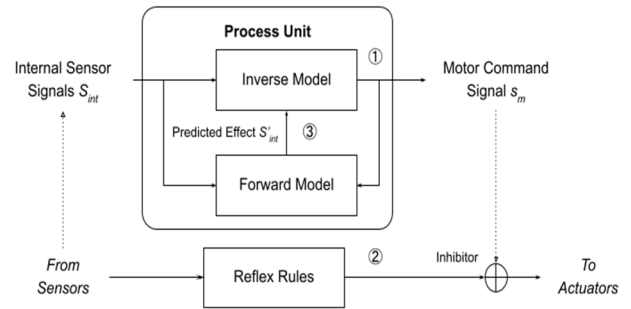 Process Unit
Internal Sensor
Signals S_int
Inverse Model
①
Motor Command
Signal s_m
Predicted Effect S'_int
③
Forward Model
From
Sensors
Reflex Rules
②
Inhibitor
To
Actuators